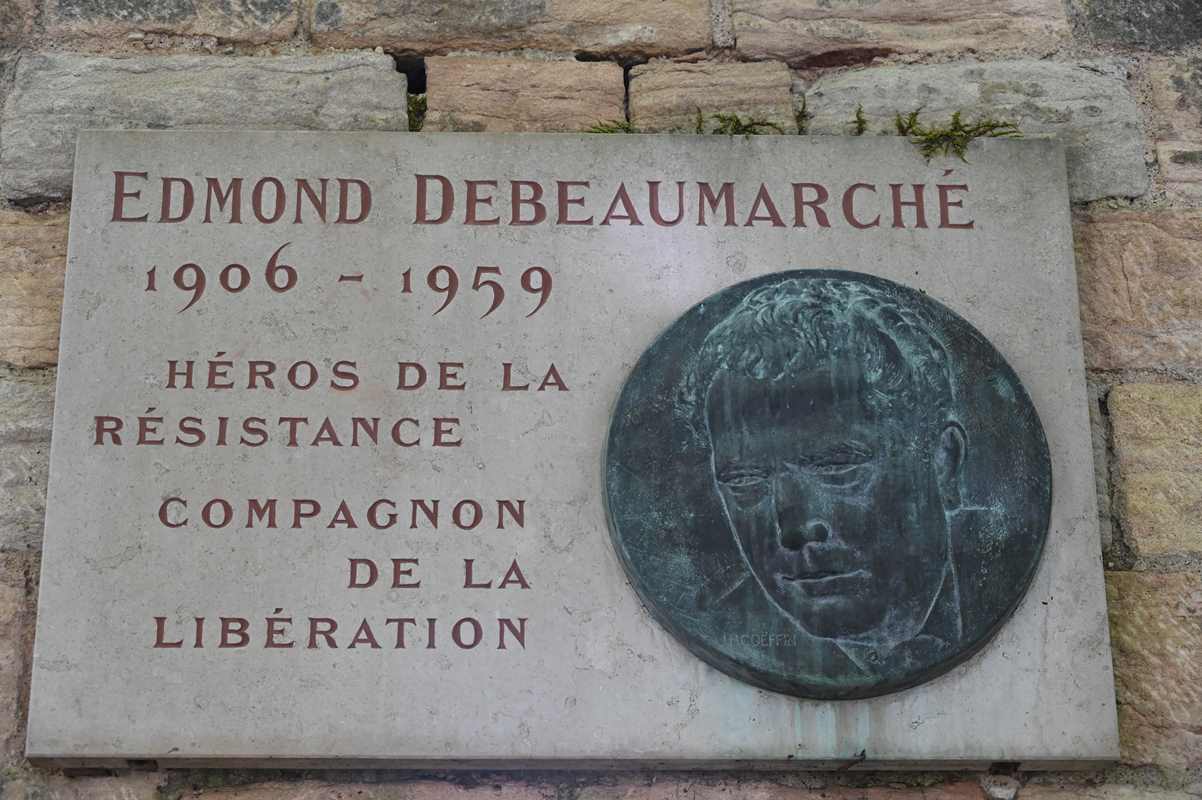 EDMOND DEBEAUMARCHÉ
1906 - 1959
HÉROS DE LA
RÉSISTANCE
COMPAGNON
DE LA
LIBÉRATION